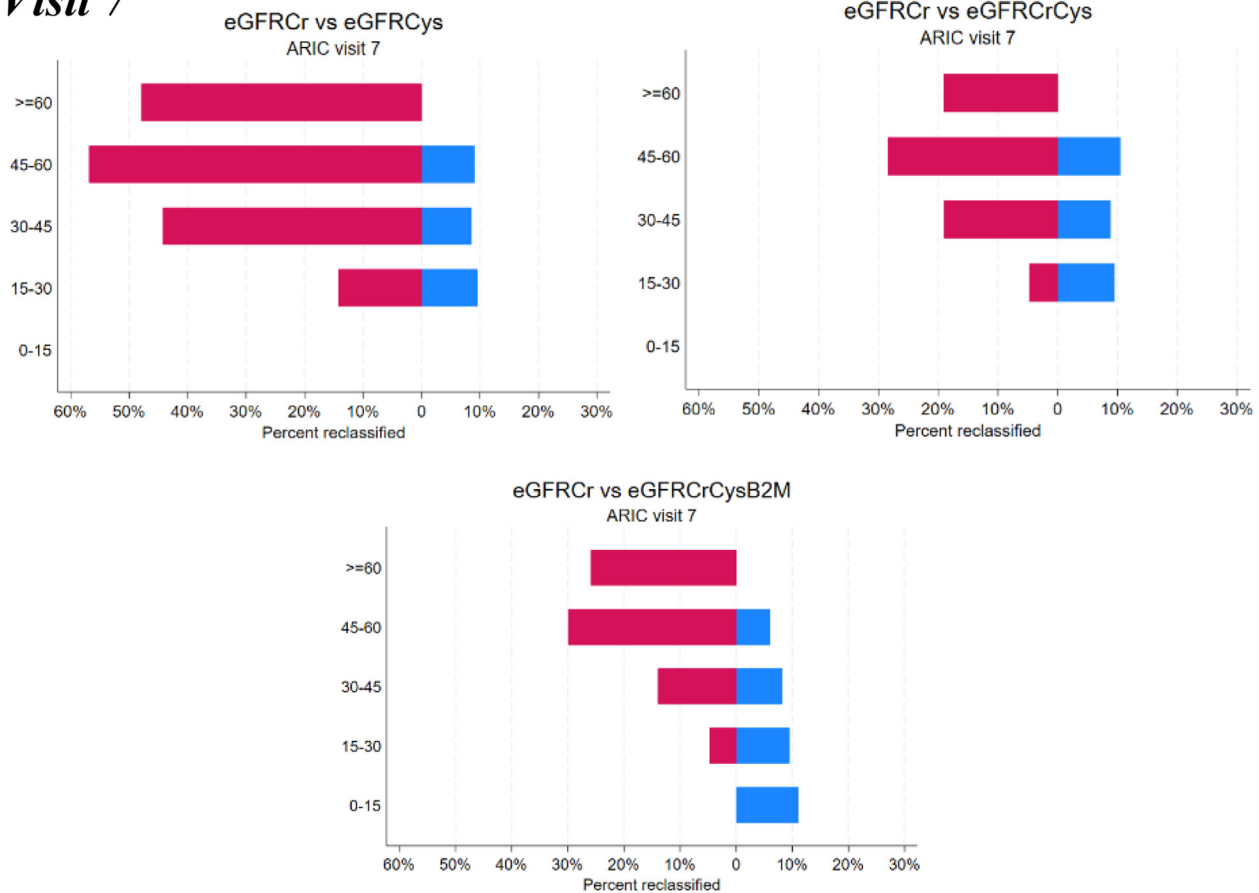 Visit 7
eGFRCr vs eGFRCys
ARIC visit 7
>=60
45-60
30-45
15-30
0-15
60% 50% 40% 30% 20% 10% 0 10% 20% 30%
Percent reclassified
eGFRCr vs eGFRCrCys
ARIC visit 7
>=60
45-60
30-45
15-30
0-15
60% 50% 40% 30% 20% 10% 0 10% 20% 30%
Percent reclassified
eGFRCr vs eGFRCrCysB2M
ARIC visit 7
>=60
45-60
30-45
15-30
0-15
60% 50% 40% 30% 20% 10% 0 10% 20% 30%
Percent reclassified